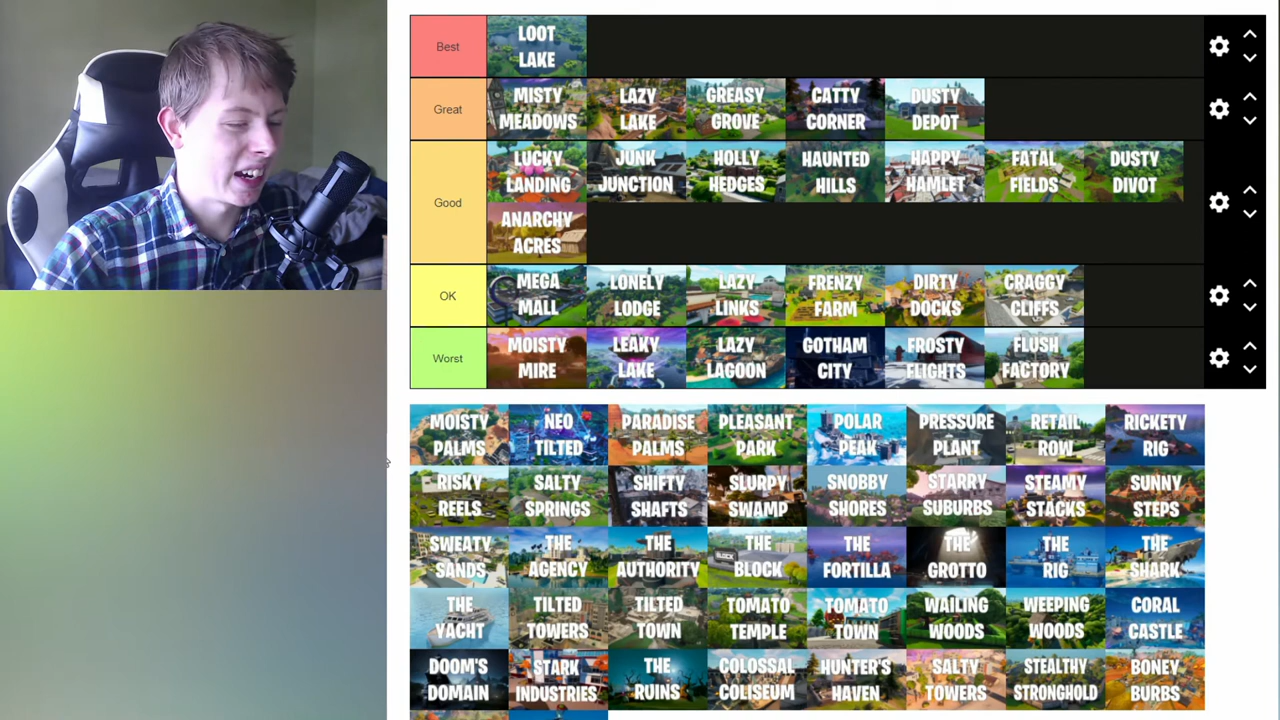 Best
LOOT
LAKE
Great
MISTY
MEADOWS
LAZY
LAKE
GREASY
GROVE
CATTY
CORNER
DUSTY
DEPOT
Good
LUCKY
LANDING
JUNK
JUNCTION
HOLLY
HEDGES
HAUNTED
HILLS
HAPPY
HAMLET
FATAL
FIELDS
DUSTY
DIVOT
ANARCHY
ACRES
OK
MEGA
MALL
LONELY
LODGE
LAZY
LINKS
FRENZY
FARM
DIRTY
DOCKS
CRAGGY
CLIFFS
Worst
MOISTY
MIRE
LEAKY
LAKE
LAZY
LAGOON
GOTHAM
CITY
FROSTY
FLIGHTS
FLUSH
FACTORY
MOISTY
PALMS
NEO
TILTED
PARADISE
PALMS
PLEASANT
PARK
POLAR
PEAK
PRESSURE
PLANT
RETAIL
ROW
RICKETY
RIG
RISKY
REELS
SALTY
SPRINGS
SHIFTY
SHAFTS
SLURPY
SWAMP
SNOBBY
SHORES
STARRY
SUBURBS
STEAMY
STACKS
SUNNY
STEPS
SWEATY
SANDS
THE
AGENCY
THE
AUTHORITY
THE
BLOCK
THE
FORTILLA
THE
GROTTO
THE
RIG
THE
SHARK
THE
YACHT
TILTED
TOWERS
TILTED
TOWN
TOMATO
TEMPLE
TOMATO
TOWN
WAILING
WOODS
WEEPING
WOODS
CORAL
CASTLE
DOOM'S
DOMAIN
STARK
INDUSTRIES
THE
RUINS
COLOSSAL
COLISEUM
HUNTER'S
HAVEN
SALTY
TOWERS
STEALTHY
STRONGHOLD
BONEY
BURBS